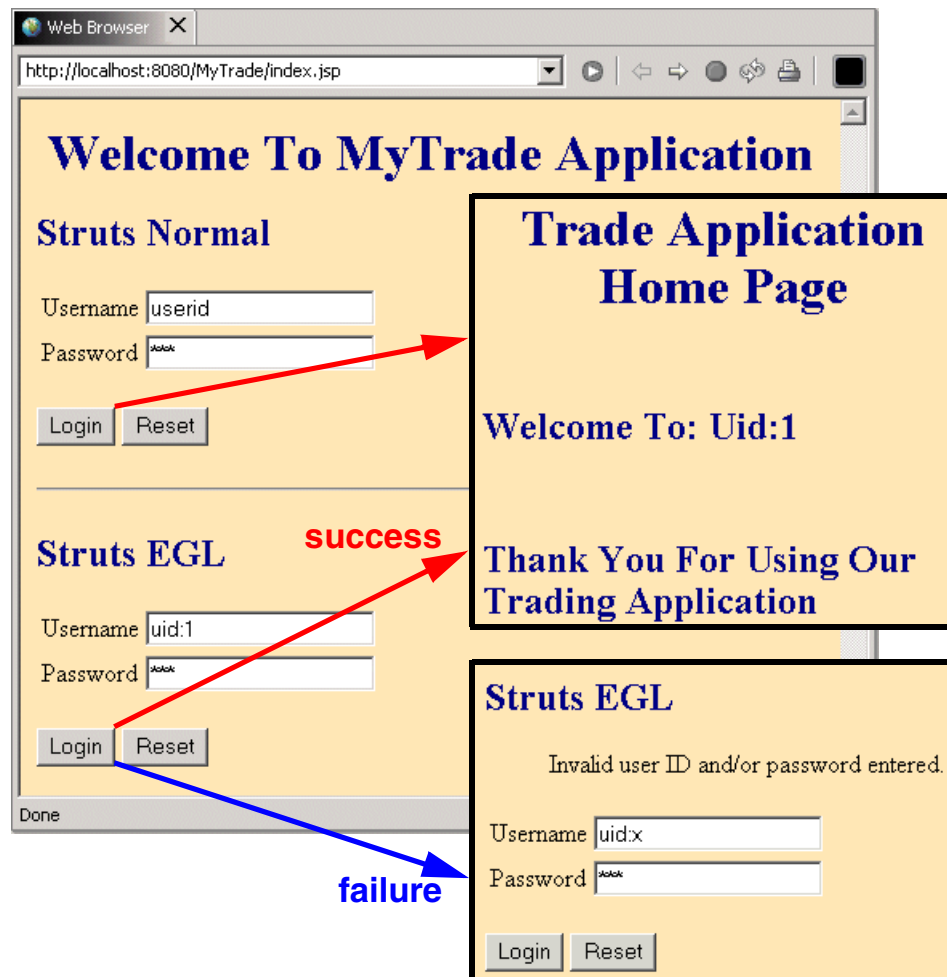 Web Browser
http://localhost:8080/MyTrade/index.jsp
Welcome To MyTrade Application
Struts Normal
Username userid
Password ***
Login Reset
Struts EGL
Username uid:1
Password ***
Login Reset
Done
success
failure
Trade Application
Home Page
Welcome To: Uid:1
Thank You For Using Our
Trading Application
Struts EGL
Invalid user ID and/or password entered.
Username uid:x
Password ***
Login Reset